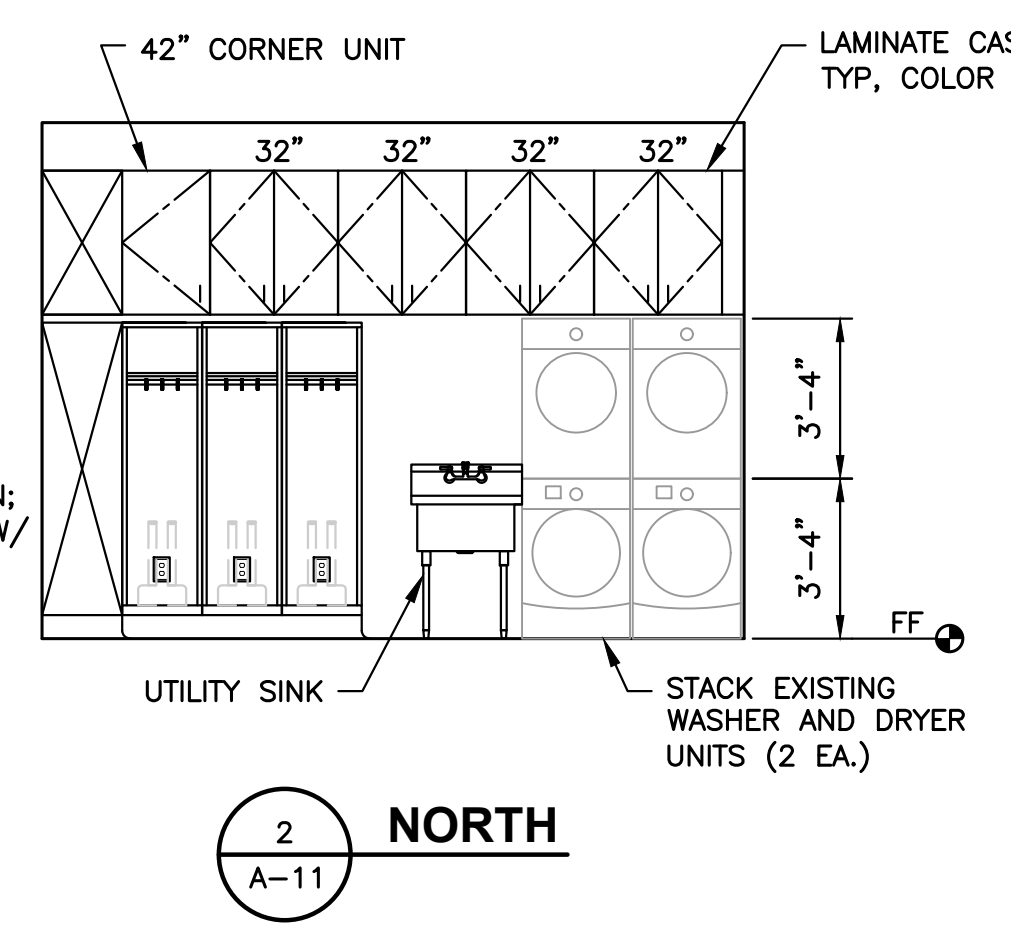 42” CORNER UNIT
LAMINATE
TYP, COLOR
32” 32” 32” 32”
3'-4"
3'-4"
FF
UTILITY SINK
STACK EXISTING
WASHER AND DRYER
UNITS (2 EA.)
2
NORTH
A-11